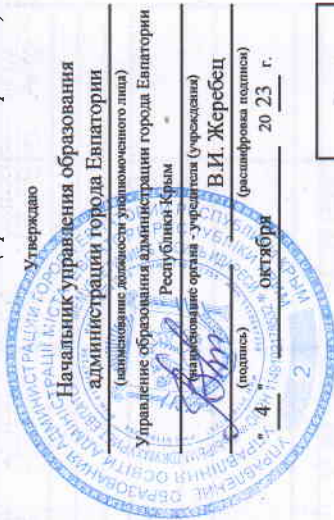 Утверждаю
Начальник управления образования
администрации города Евпатории
(наименование должности уполномоченного лица)
Управление образования администрации города Евпатории
Республики Крым
(наименование органа - учредителя (учреждения)
В.И. Жеребец
(подпись) (расшифровка подписи)
" 4 " октября 20 23 г.
2